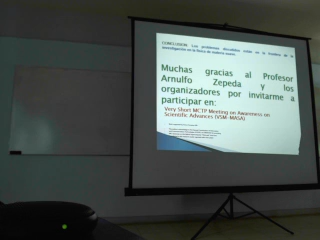 CONCLUSION: Los problemas discutidos están en la frontera de la
investigación en la física de
Muchas gracias al Profesor
Arnulfo Zepeda y los
organizadores por invitarme a
participar en:
Very Short MCTP Meeting on Awareness on
Scientific Advances (VSM-MASA)